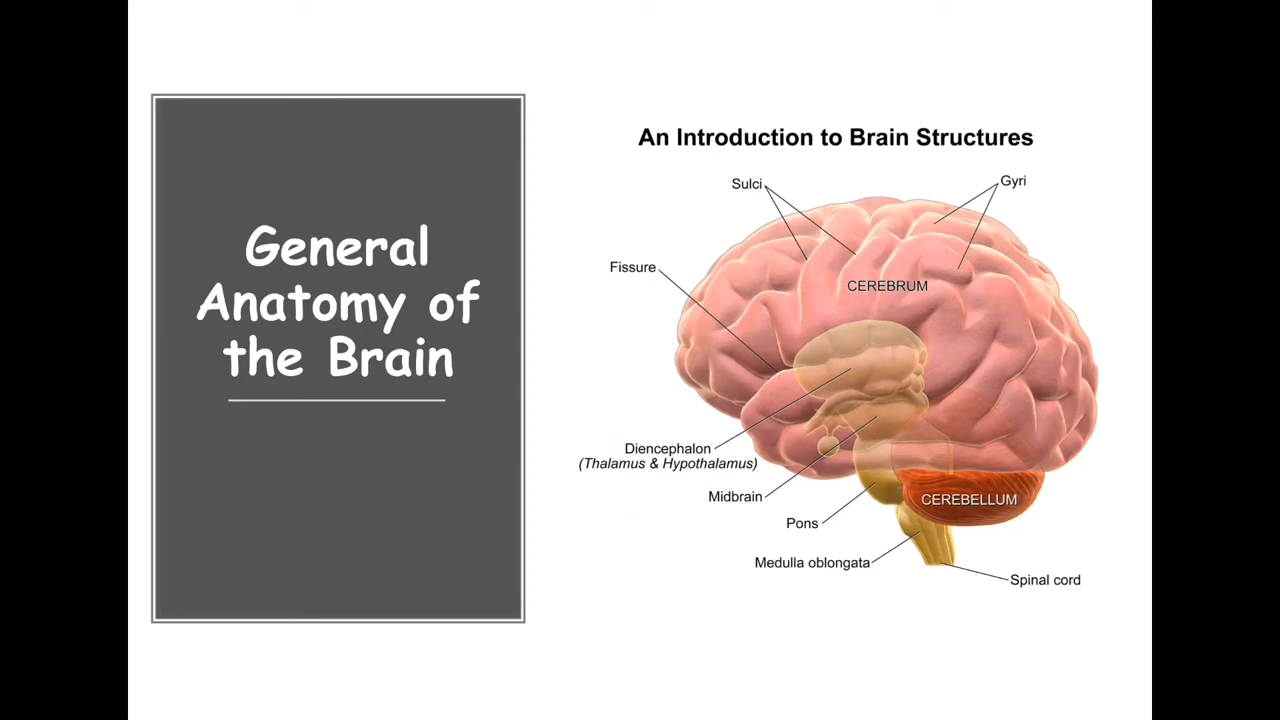 General
Anatomy of
the Brain
An Introduction to Brain Structures
Sulci
Gyri
Fissure
CEREBRUM
Diencephalon
(Thalamus & Hypothalamus)
Midbrain
CEREBELLUM
Pons
Medulla oblongata
Spinal cord